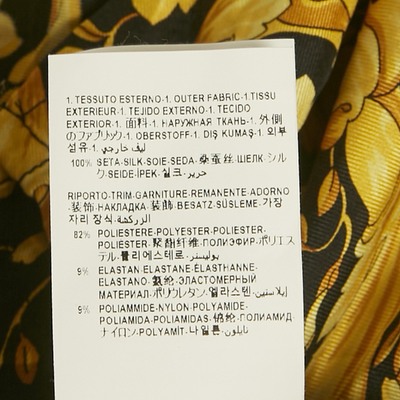 1. TESSUTO ESTERNO-1. OUTER FABRIC-1.TISSU
EXTERIEUR-1. TEJIDO EXTERNO-1. TECIDO
EXTERIOR-1. 面料-1. НАРУЖНАЯ ТКАНЬ-1. 外側
のファブリック-1. OBERSTOFF-1. DIŞ KUMAŞ-1. 외부
섬유-1. ليف خارجي
100% SETA-SILK-SOIE-SEDA-桑蚕丝-ШЕЛК-シル
ク-SEIDE-İPEK-실크-حرير
RIPORTO-TRIM-GARNITURE-REMANENTE-ADORNO
-装饰-НАКЛАДКА-装飾-BESATZ-SÜSLEME-가장
자리 장식-الزركشة
82% POLIESTERE-POLYESTER-POLIESTER-
POLIÉSTER-聚酯纤维-ПОЛИЭФИР-ポリエス
テル-폴리에스테르-بوليستر
9% ELASTAN-ELASTANE-ELASTHANNE-
ELASTANO-氨纶-ЭЛАСТОМЕРНЫЙ
МАТЕРИАЛ-ポリウレタン-엘라스텐-إيلاستين
9% POLIAMMIDE-NYLON-POLYAMIDE-
POLIAMIDA-POLIAMIDAS-锦纶-ПОЛИАМИД-
ナイロン-POLYAMİT-나일론-نايلون